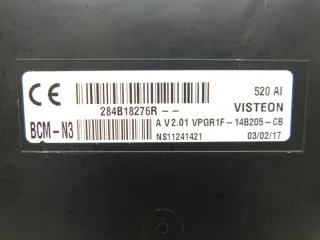 CE 520 AI
284B18276R-- VISTEON
BCM-N3 A V2.01 VPGR1F-14B205-CB
NS11241421 03/02/17